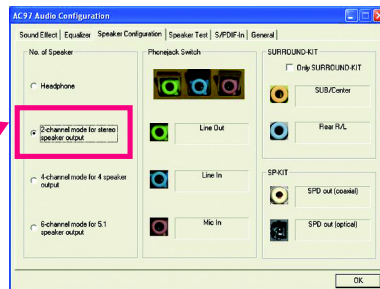 AC97 Audio Configuration
Sound Effect | Equalizer | Speaker Configuration | Speaker Test | S/PDIF-In | General
No. of Speaker
Headphone
2-channel mode for stereo
speaker output
4-channel mode for 4 speaker
output
6-channel mode for 5.1
speaker output
Phonejack Switch
Line Out
Line In
Mic In
SURROUND-KIT
Only SURROUND-KIT
SUB/Center
Rear R/L
SP-KIT
SPD out (coaxial)
SPD out (optical)
OK